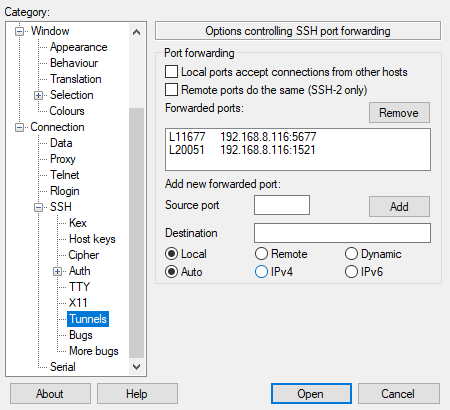 Category:
Window
Appearance
Behaviour
Translation
Selection
Colours
Connection
Data
Proxy
Telnet
Rlogin
SSH
Kex
Host keys
Cipher
Auth
TTY
X11
Tunnels
Bugs
More bugs
Serial
Options controlling SSH port forwarding
Port forwarding
Local ports accept connections from other hosts
Remote ports do the same (SSH-2 only)
Forwarded ports:
Remove
L11677 192.168.8.116:5677
L20051 192.168.8.116:1521
Add new forwarded port:
Source port
Add
Destination
Local Remote Dynamic
Auto IPv4 IPv6
About Help Open Cancel